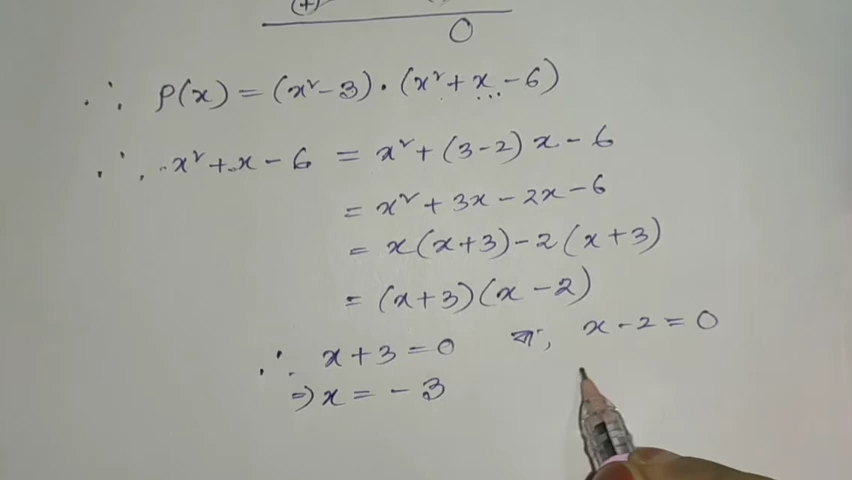 (+)
0
∴ P(x) = (x² - 3) · (x² + x - 6)
∴ x² + x - 6 = x² + (3 - 2) x - 6
= x² + 3x - 2x - 6
= x (x + 3) - 2 (x + 3)
= (x + 3) (x - 2)
∴ x + 3 = 0 বা, x - 2 = 0
⇒ x = - 3